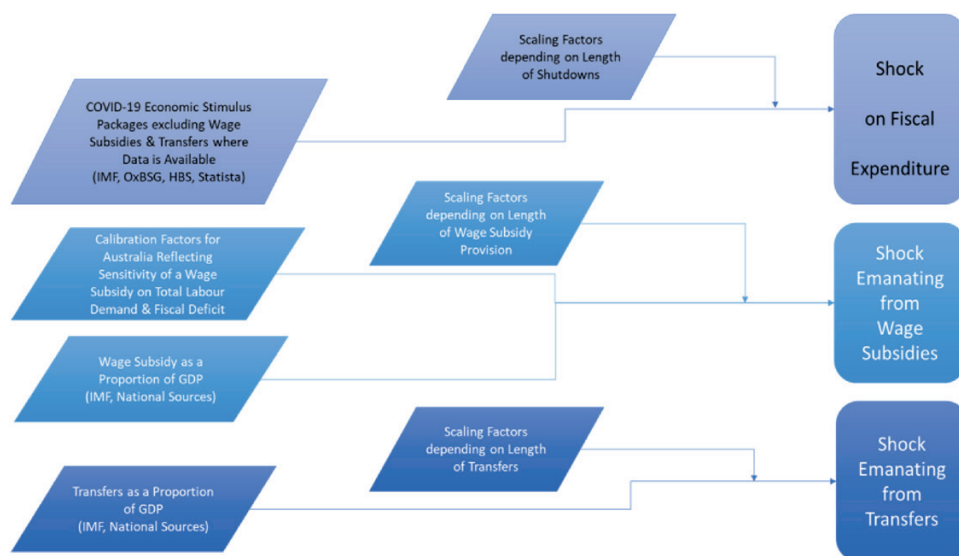 Scaling Factors
depending on Length
of Shutdowns
Shock
on Fiscal
Expenditure
COVID-19 Economic Stimulus
Packages excluding Wage
Subsidies & Transfers where
Data is Available
(IMF, OxBSG, HBS, Statista)
Scaling Factors
depending on Length
of Wage Subsidy
Provision
Calibration Factors for
Australia Reflecting
Sensitivity of a Wage
Subsidy on Total Labour
Demand & Fiscal Deficit
Shock
Emanating
from
Wage
Subsidies
Wage Subsidy as a
Proportion of GDP
(IMF, National Sources)
Scaling Factors
depending on Length
of Transfers
Shock
Emanating
from
Transfers
Transfers as a Proportion
of GDP
(IMF, National Sources)